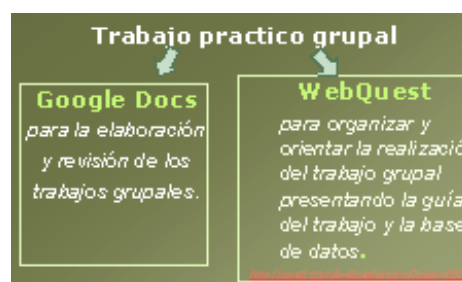 Trabajo practico grupal
Google Docs
para la elaboración
y revisión de los
trabajos grupales.
WebQuest
para organizar y
orientar la realizació
del trabajo grupal
presentando la guía
del trabajo y la base
de datos.